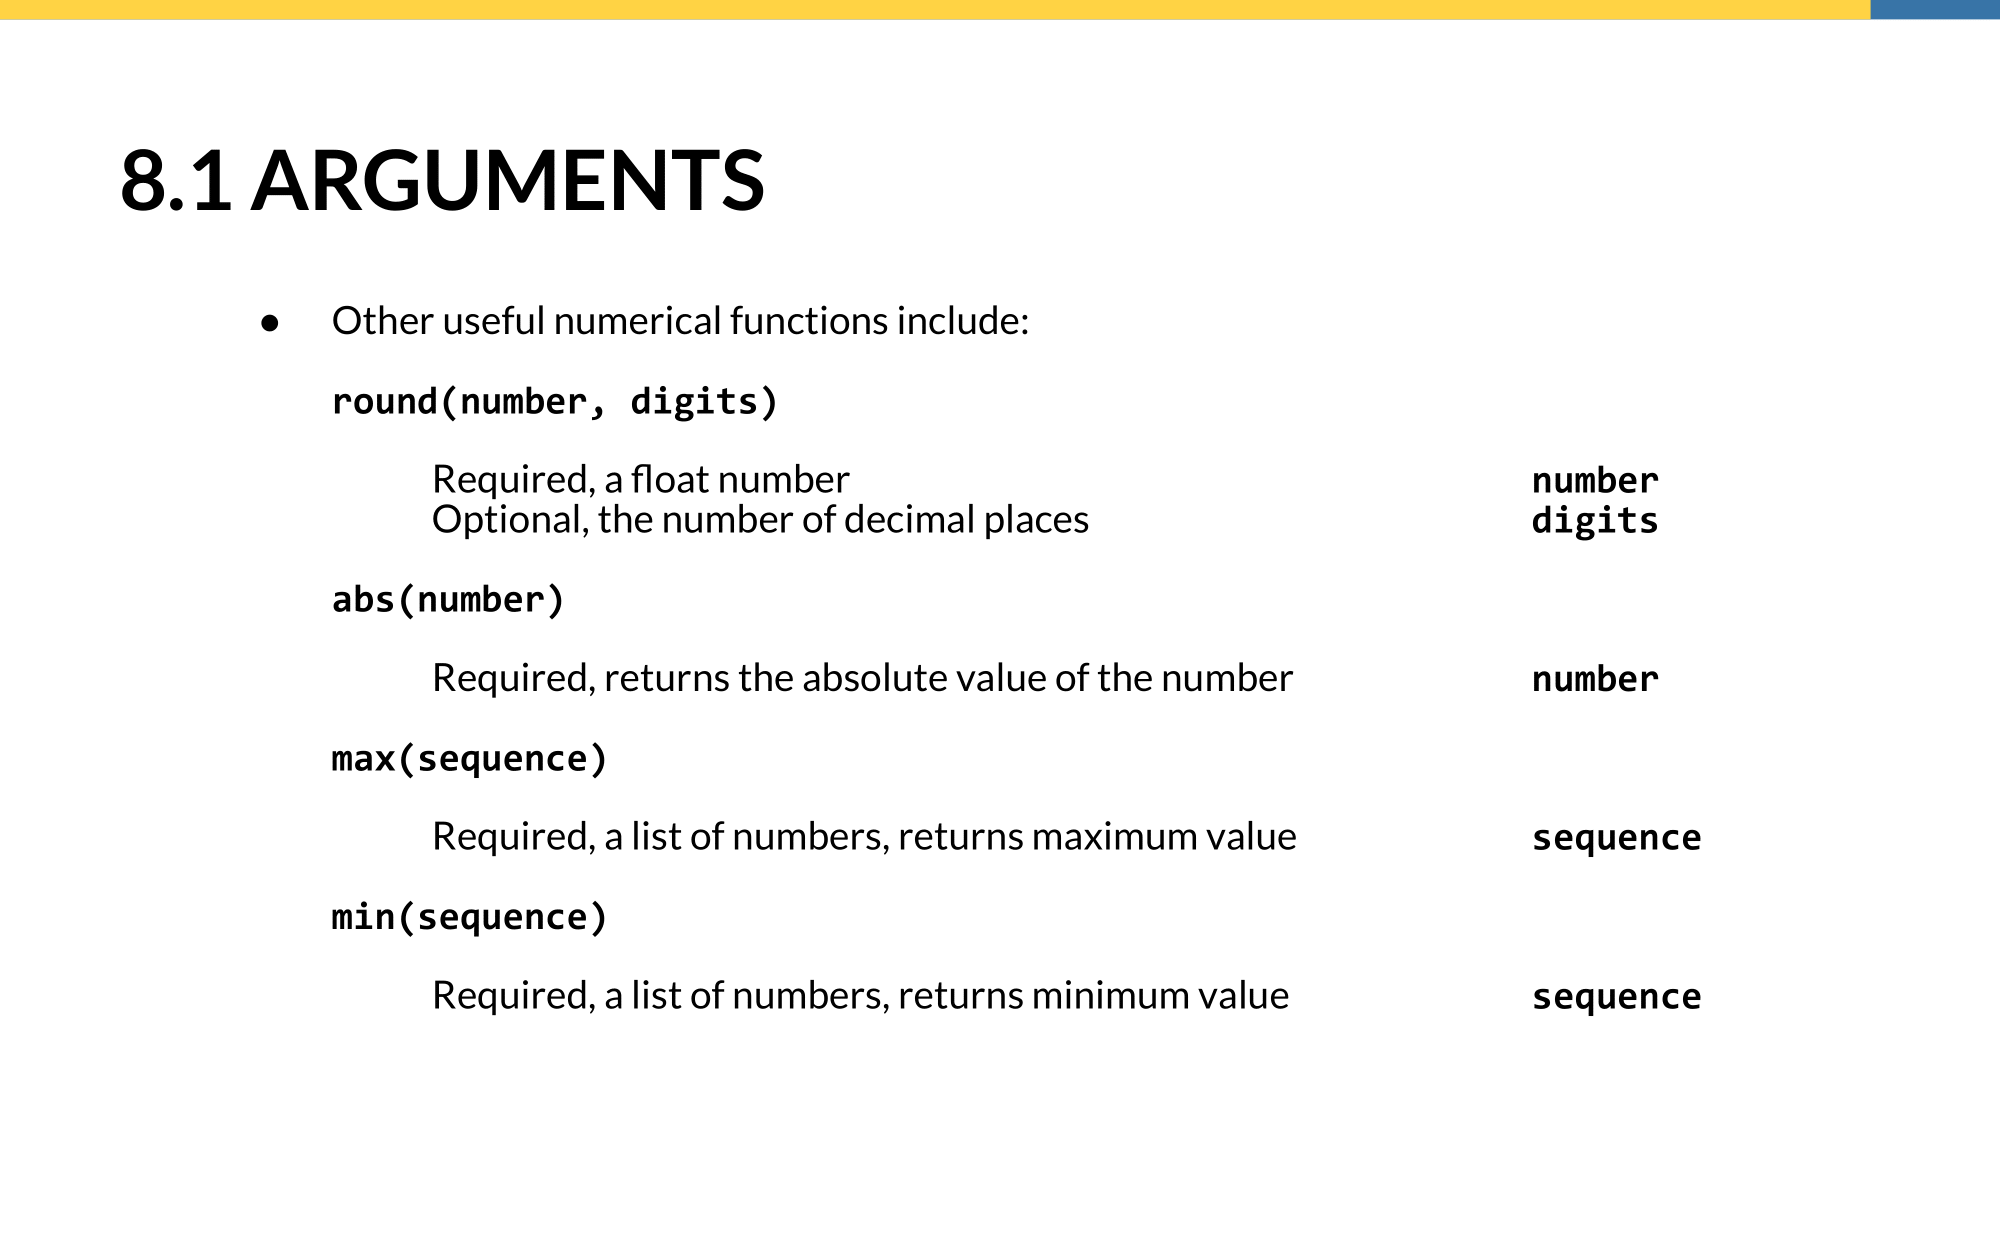 8.1 ARGUMENTS
● Other useful numerical functions include:
round(number, digits)
Required, a float number number
Optional, the number of decimal places digits
abs(number)
Required, returns the absolute value of the number number
max(sequence)
Required, a list of numbers, returns maximum value sequence
min(sequence)
Required, a list of numbers, returns minimum value sequence